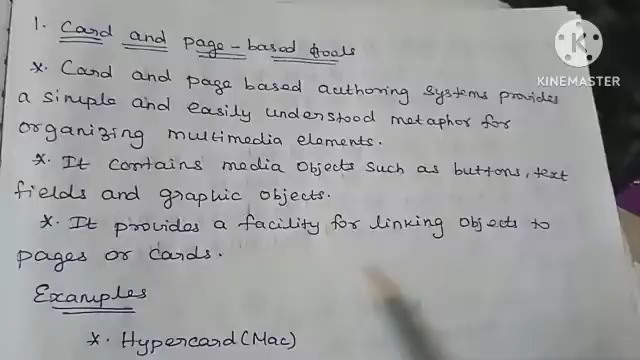 1. Card and page-based tools
K
KINEMASTER
*. Card and page based authoring systems provides
a simple and easily understood metaphor for
organizing multimedia elements.
*. It contains media objects such as buttons, text
fields and graphic objects.
*. It provides a facility for linking objects to
pages or cards.
Examples
*. Hypercard (Mac)